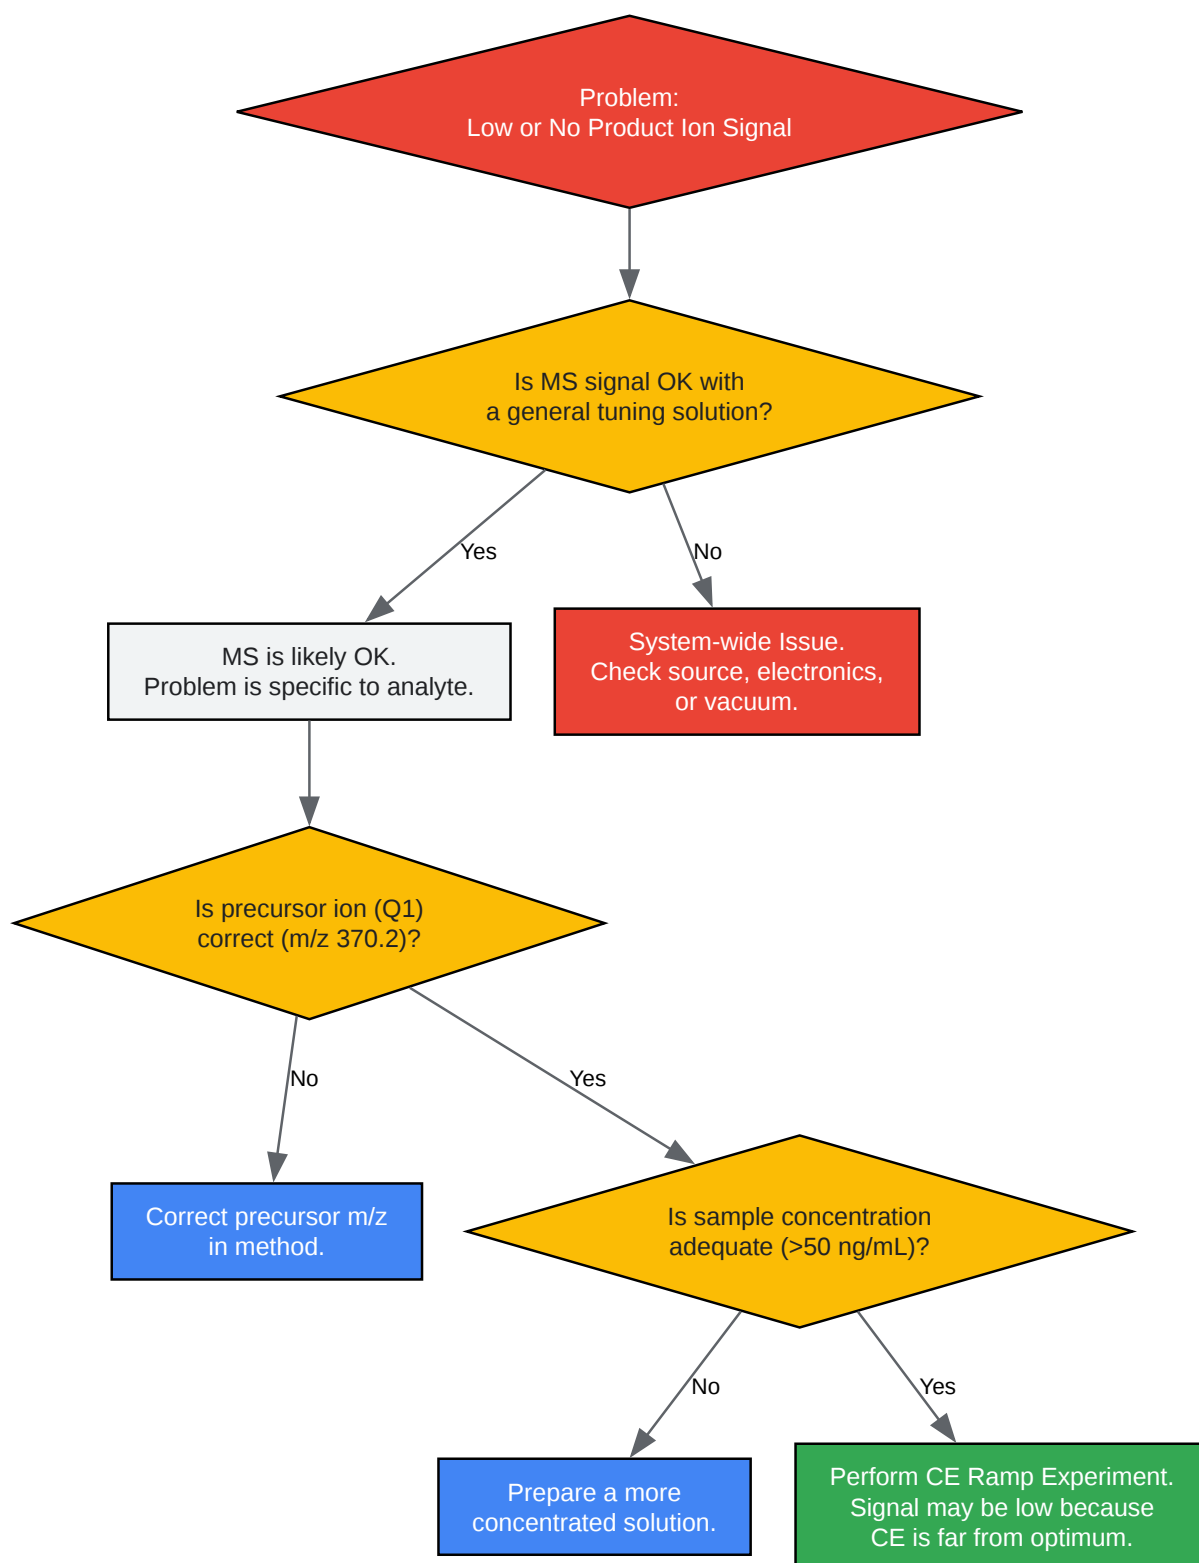 Problem:
Low or No Product Ion Signal
Is MS signal OK with
a general tuning solution?
Yes
No
MS is likely OK.
Problem is specific to analyte.
System-wide Issue.
Check source, electronics,
or vacuum.
Is precursor ion (Q1)
correct (m/z 370.2)?
No
Yes
Correct precursor m/z
in method.
Is sample concentration
adequate (>50 ng/mL)?
No
Yes
Prepare a more
concentrated solution.
Perform CE Ramp Experiment.
Signal may be low because
CE is far from optimum.